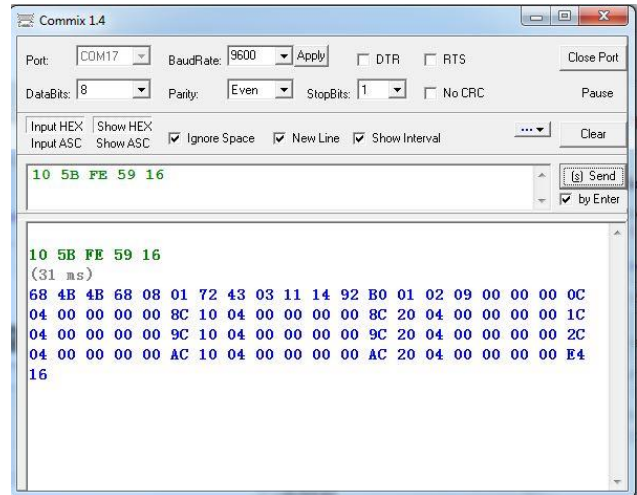 Commix 1.4
Port: COM17 BaudRate: 9600 Apply DTR RTS Close Port
DataBits: 8 Parity: Even StopBits: 1 No CRC Pause
Input HEX Show HEX
Input ASC Show ASC
Ignore Space New Line Show Interval ... Clear
10 5B FE 59 16
(s) Send
by Enter
10 5B FE 59 16
(31 ms)
68 4B 4B 68 08 01 72 43 03 11 14 92 B0 01 02 09 00 00 00 0C
04 00 00 00 00 8C 10 04 00 00 00 00 8C 20 04 00 00 00 00 1C
04 00 00 00 00 9C 10 04 00 00 00 00 9C 20 04 00 00 00 00 2C
04 00 00 00 00 AC 10 04 00 00 00 00 AC 20 04 00 00 00 00 E4
16